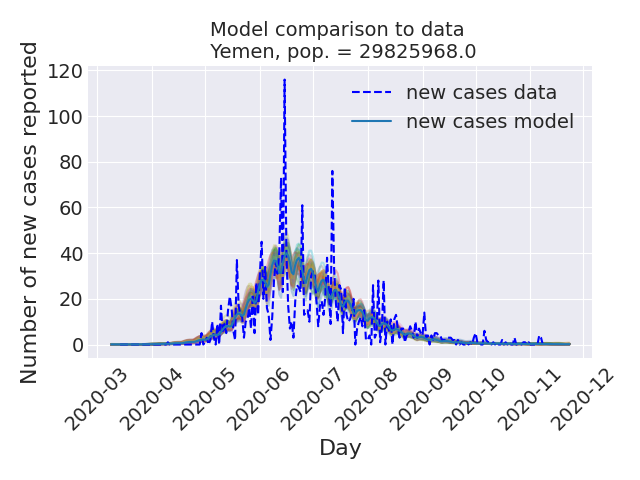 Model comparison to data
Yemen, pop. = 29825968.0
Number of new cases reported
120
100
80
60
40
20
0
new cases data
new cases model
2020-03
2020-04
2020-05
2020-06
2020-07
2020-08
2020-09
2020-10
2020-11
2020-12
Day